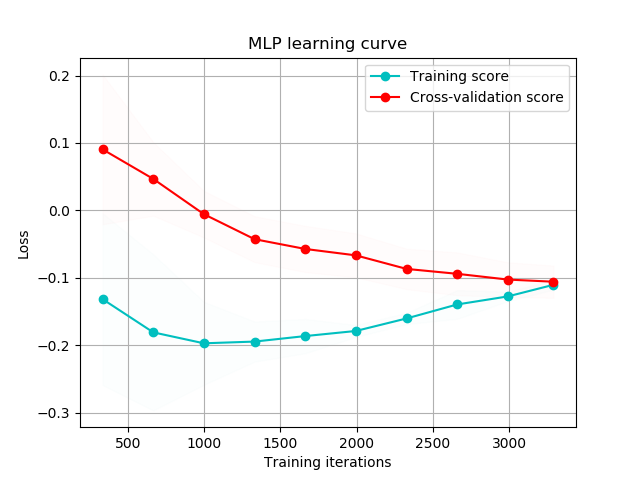 MLP learning curve
Training score
Cross-validation score
0.2
0.1
0.0
−0.1
−0.2
−0.3
Loss
500 1000 1500 2000 2500 3000
Training iterations